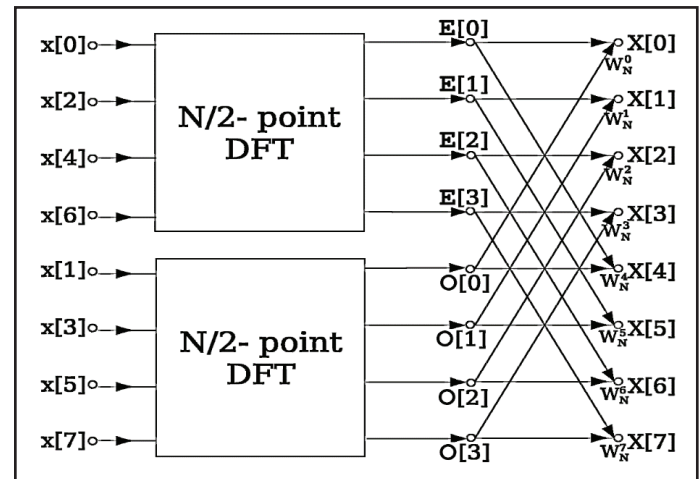 x[0]
x[2]
x[4]
x[6]
N/2- point
DFT
x[1]
x[3]
x[5]
x[7]
N/2- point
DFT
E[0]
E[1]
E[2]
E[3]
O[0]
O[1]
O[2]
O[3]
X[0]
W_N^0
X[1]
W_N^1
X[2]
W_N^2
X[3]
W_N^3
X[4]
W_N^4
X[5]
W_N^5
X[6]
W_N^6
X[7]
W_N^7